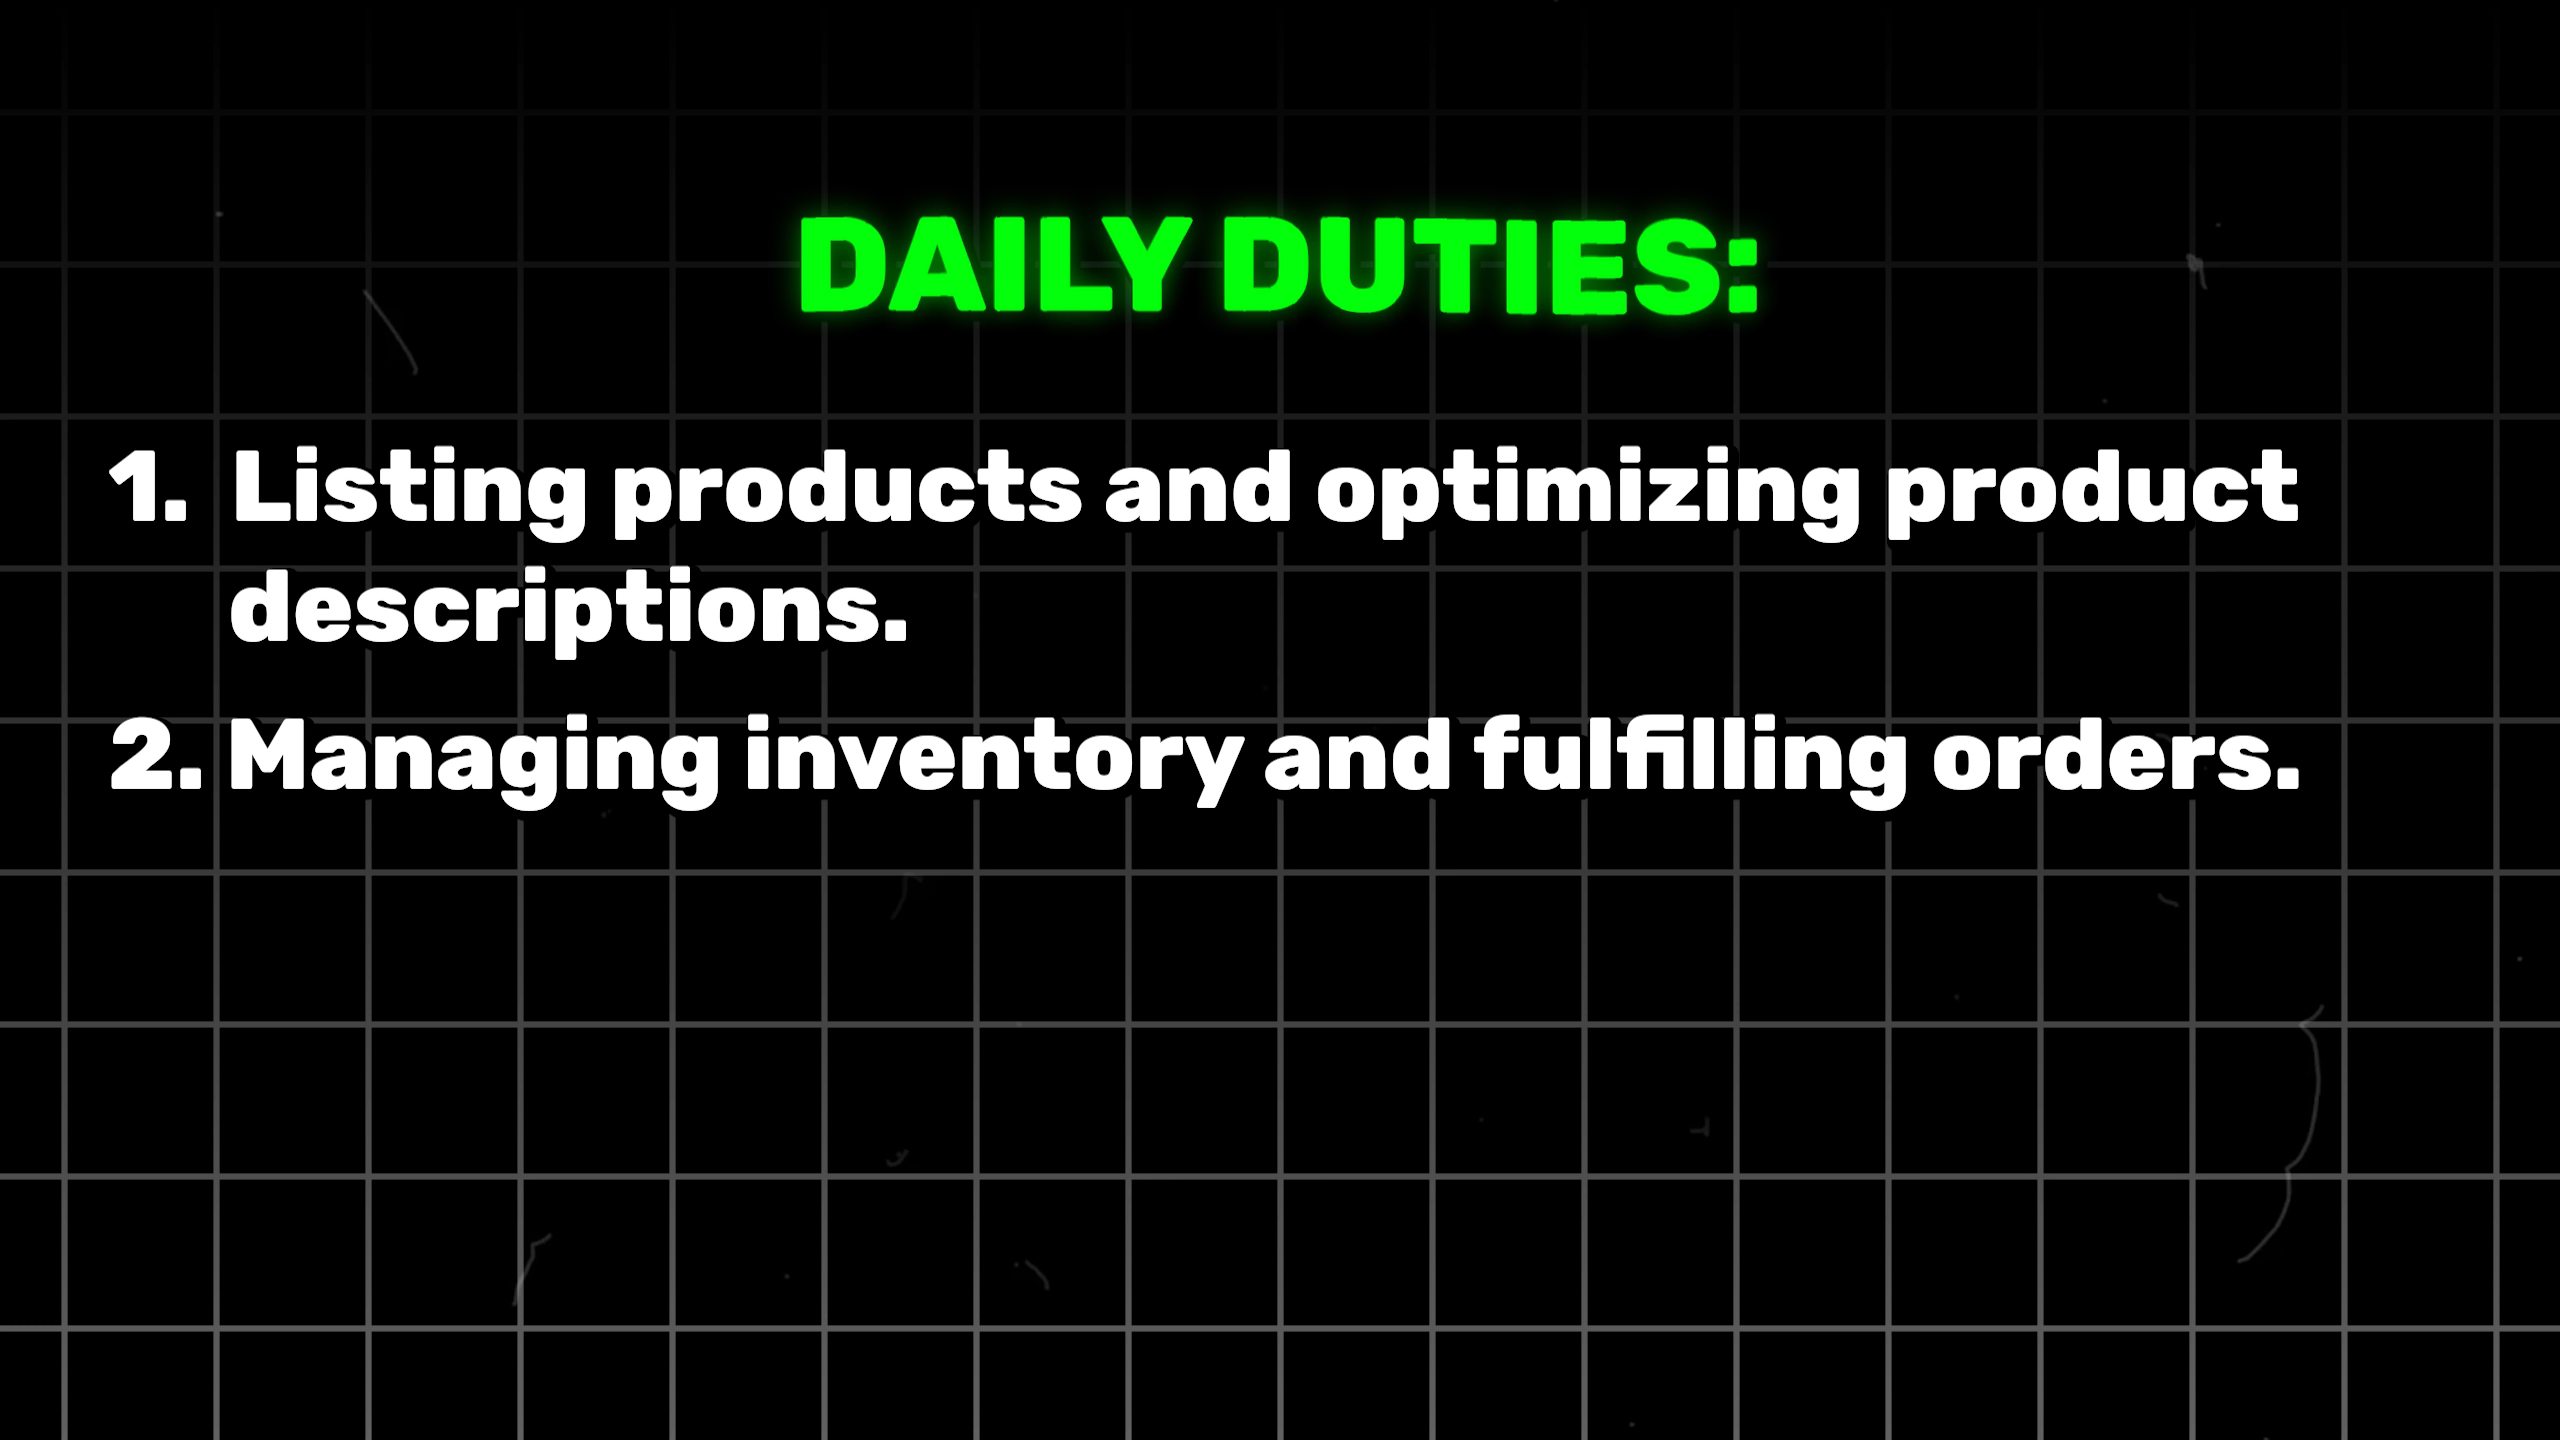 DAILY DUTIES:
1. Listing products and optimizing product
descriptions.
2. Managing inventory and fulfilling orders.